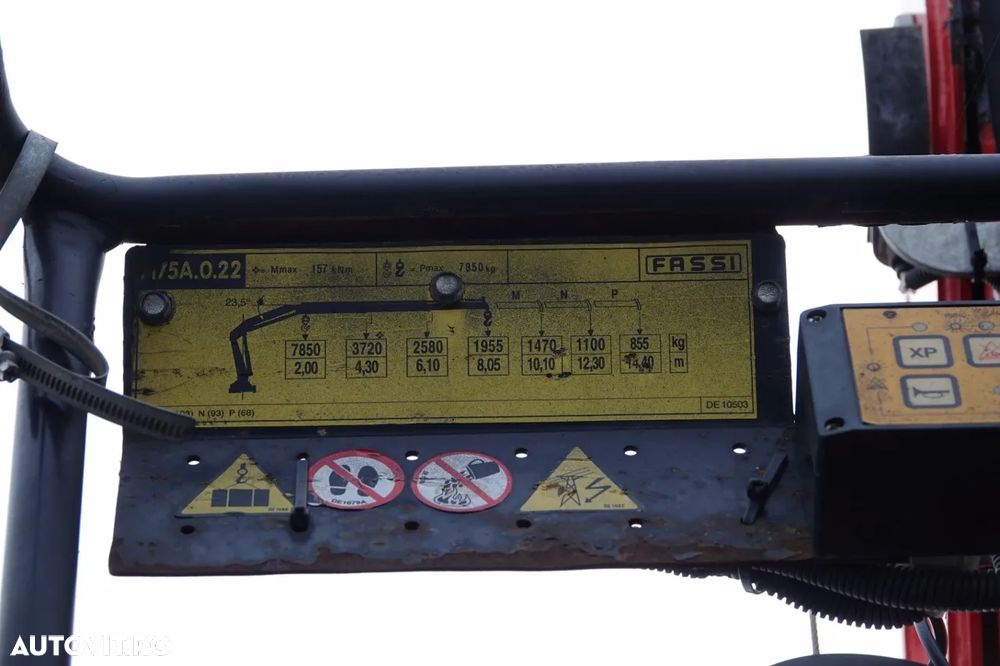 175A.0.22 Mmax 157 kNm - Pmax 7850 kg FASSI
23,5° M N P
7850 3720 2580 1955 1470 1100 855 kg
2,00 4,30 6,10 8,05 10,10 12,30 14,40 m
N (93) P (68) DE 10503
XP
AUTOVIT.RO